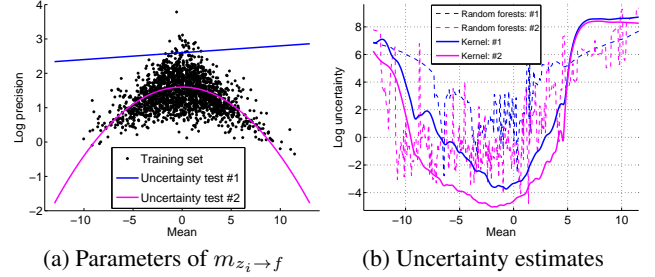 4
3
2
1
0
−1
−2
Log precision
−10
−5
0
5
10
Mean
Training set
Uncertainty test #1
Uncertainty test #2
(a) Parameters of m_{z_i→f}
8
6
4
2
0
−2
−4
Log uncertainty
−10
−5
0
5
10
Mean
Random forests: #1
Random forests: #2
Kernel: #1
Kernel: #2
(b) Uncertainty estimates